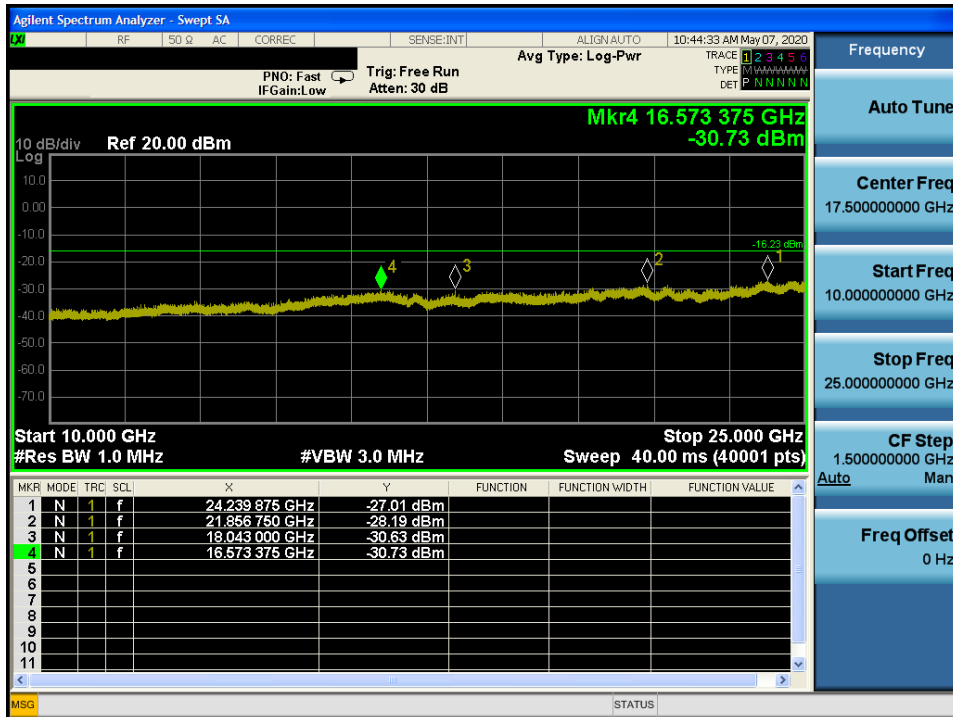 Agilent Spectrum Analyzer - Swept SA
LXI RF 50 Ω AC CORREC SENSE:INT ALIGN AUTO 10:44:33 AM May 07, 2020
PNO: Fast
IFGain:Low
Trig: Free Run
Atten: 30 dB
Avg Type: Log-Pwr
TRACE 1 2 3 4 5 6
TYPE M W W W W W
DET P N N N N N
Mkr4 16.573 375 GHz
-30.73 dBm
10 dB/div Ref 20.00 dBm
Log
10.0
0.00
-10.0
-20.0
-30.0
-40.0
-50.0
-60.0
-70.0
-16.23 dBm
4
3
2
1
Start 10.000 GHz Stop 25.000 GHz
#Res BW 1.0 MHz #VBW 3.0 MHz Sweep 40.00 ms (40001 pts)
MKR MODE TRC SCL X Y FUNCTION FUNCTION WIDTH FUNCTION VALUE
1 N 1 f 24.239 875 GHz -27.01 dBm
2 N 1 f 21.856 750 GHz -28.19 dBm
3 N 1 f 18.043 000 GHz -30.63 dBm
4 N 1 f 16.573 375 GHz -30.73 dBm
5
6
7
8
9
10
11
MSG STATUS
Frequency
Auto Tune
Center Freq
17.500000000 GHz
Start Freq
10.000000000 GHz
Stop Freq
25.000000000 GHz
CF Step
1.500000000 GHz
Auto Man
Freq Offset
0 Hz